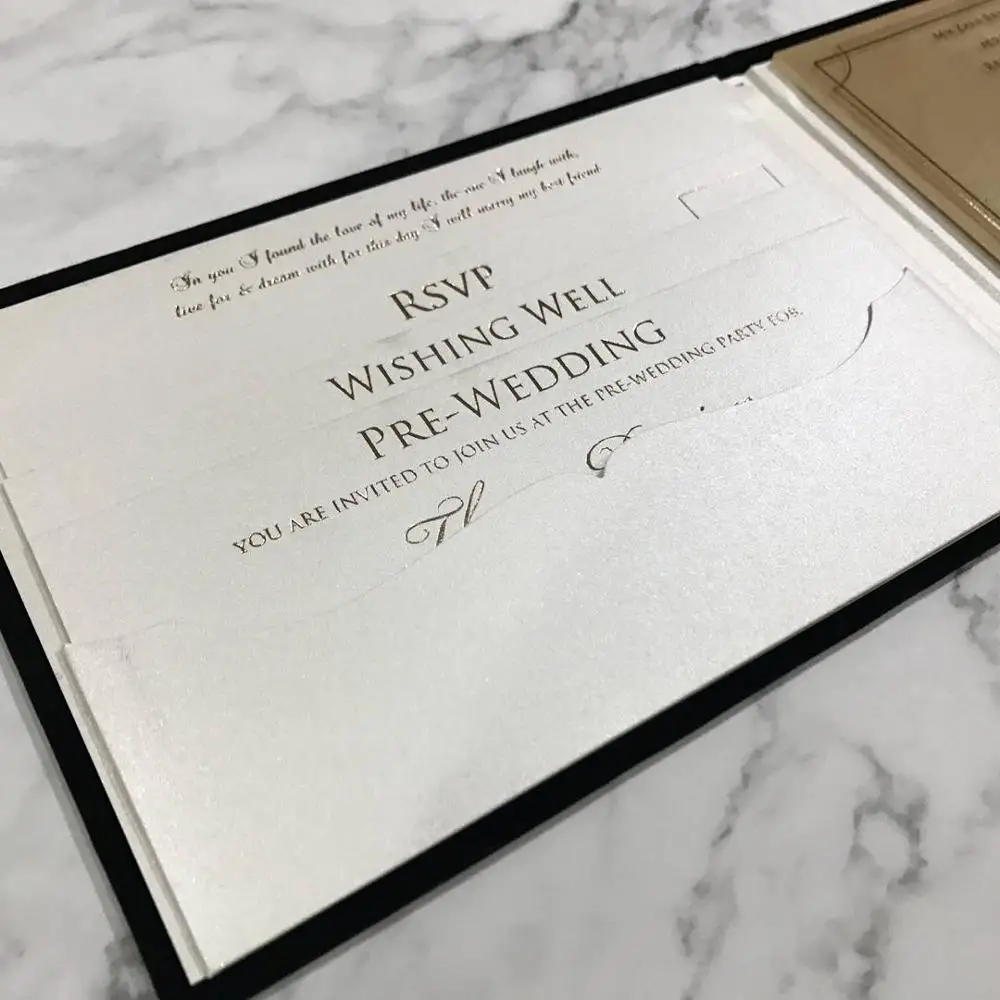 In you I found the love of my life, the one I laugh with,
live for & dream with for this day I will marry my best friend
RSVP
WISHING WELL
PRE-WEDDING
YOU ARE INVITED TO JOIN US AT THE PRE-WEDDING PARTY FOR